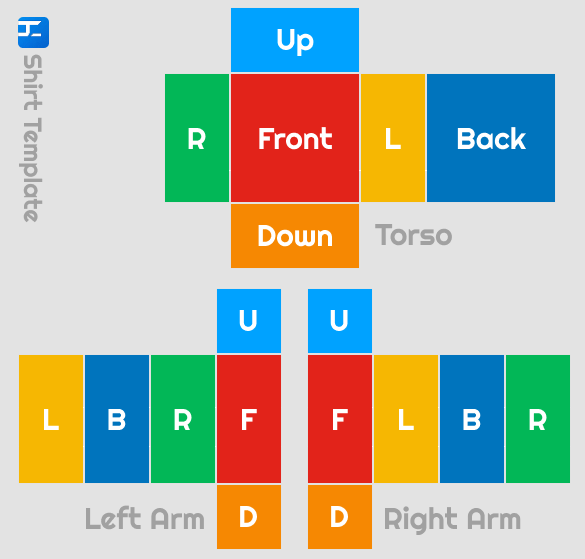 Shirt Template
Up
R Front L Back
Down
Torso
U U
L B R F F L B R
Left Arm D D Right Arm